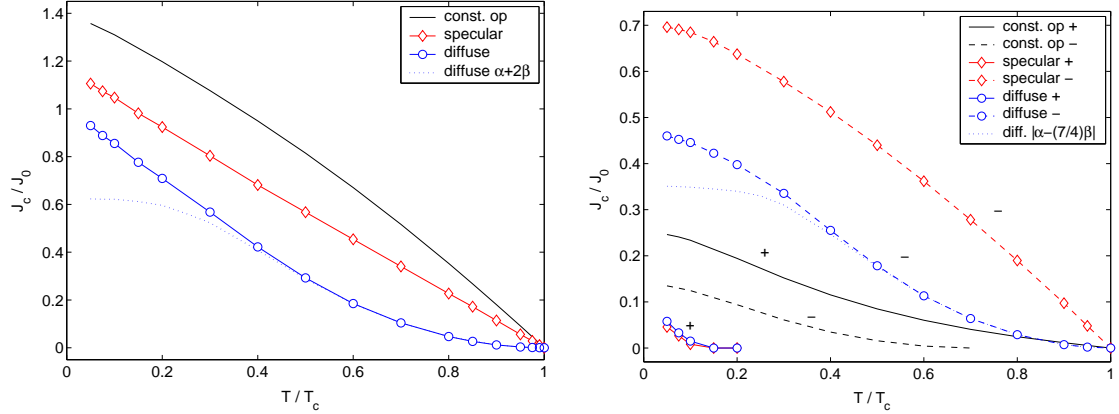 const. op
specular
diffuse
diffuse α+2β
1.4
1.2
1
0.8
0.6
0.4
0.2
0
J_c / J_0
0 0.2 0.4 0.6 0.8 1
T / T_c
const. op +
const. op −
specular +
specular −
diffuse +
diffuse −
diff. |α−(7/4)β|
0.7
0.6
0.5
0.4
0.3
0.2
0.1
0
J_c / J_0
−
−
+
−
+
0 0.2 0.4 0.6 0.8 1
T / T_c